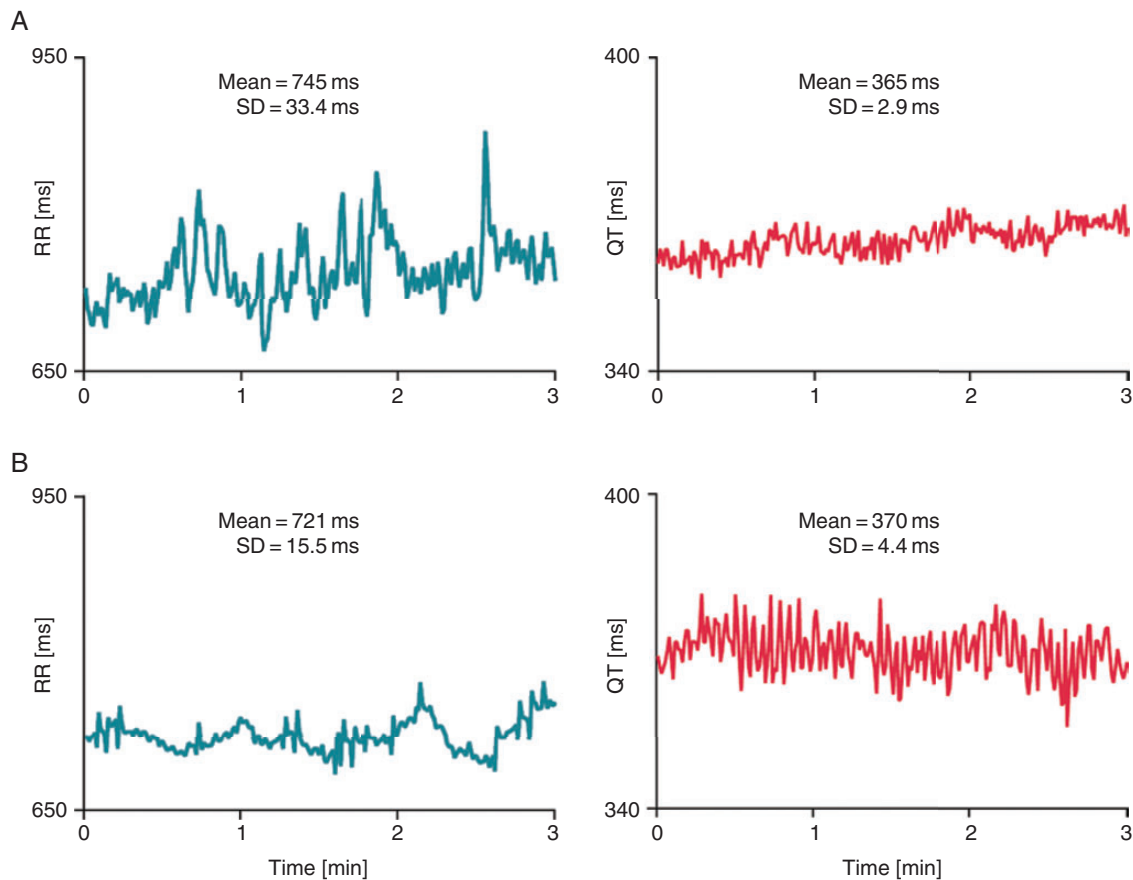 A
950
Mean = 745 ms
SD = 33.4 ms
RR [ms]
650
0 1 2 3
400
Mean = 365 ms
SD = 2.9 ms
QT [ms]
340
0 1 2 3
B
950
Mean = 721 ms
SD = 15.5 ms
RR [ms]
650
0 1 2 3
Time [min]
400
Mean = 370 ms
SD = 4.4 ms
QT [ms]
340
0 1 2 3
Time [min]